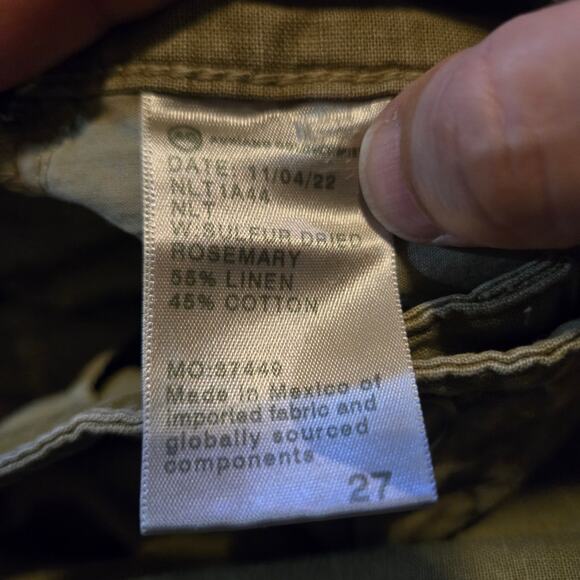 DATE: 11/04/22
NLT1A44
NLT
W.SULFUR DRIED
ROSEMARY
55% LINEN
45% COTTON
MO:97449
Made in Mexico of
imported fabric and
globally sourced
components
27